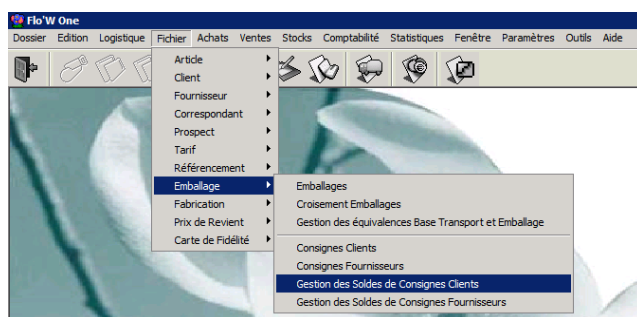 Flo'W One
Dossier Edition Logistique Fichier Achats Ventes Stocks Comptabilité Statistiques Fenêtre Paramètres Outils Aide
Article
Client
Fournisseur
Correspondant
Prospect
Tarif
Référencement
Emballage
Fabrication
Prix de Revient
Carte de Fidélité
Emballages
Croisement Emballages
Gestion des équivalences Base Transport et Emballage
Consignes Clients
Consignes Fournisseurs
Gestion des Soldes de Consignes Clients
Gestion des Soldes de Consignes Fournisseurs